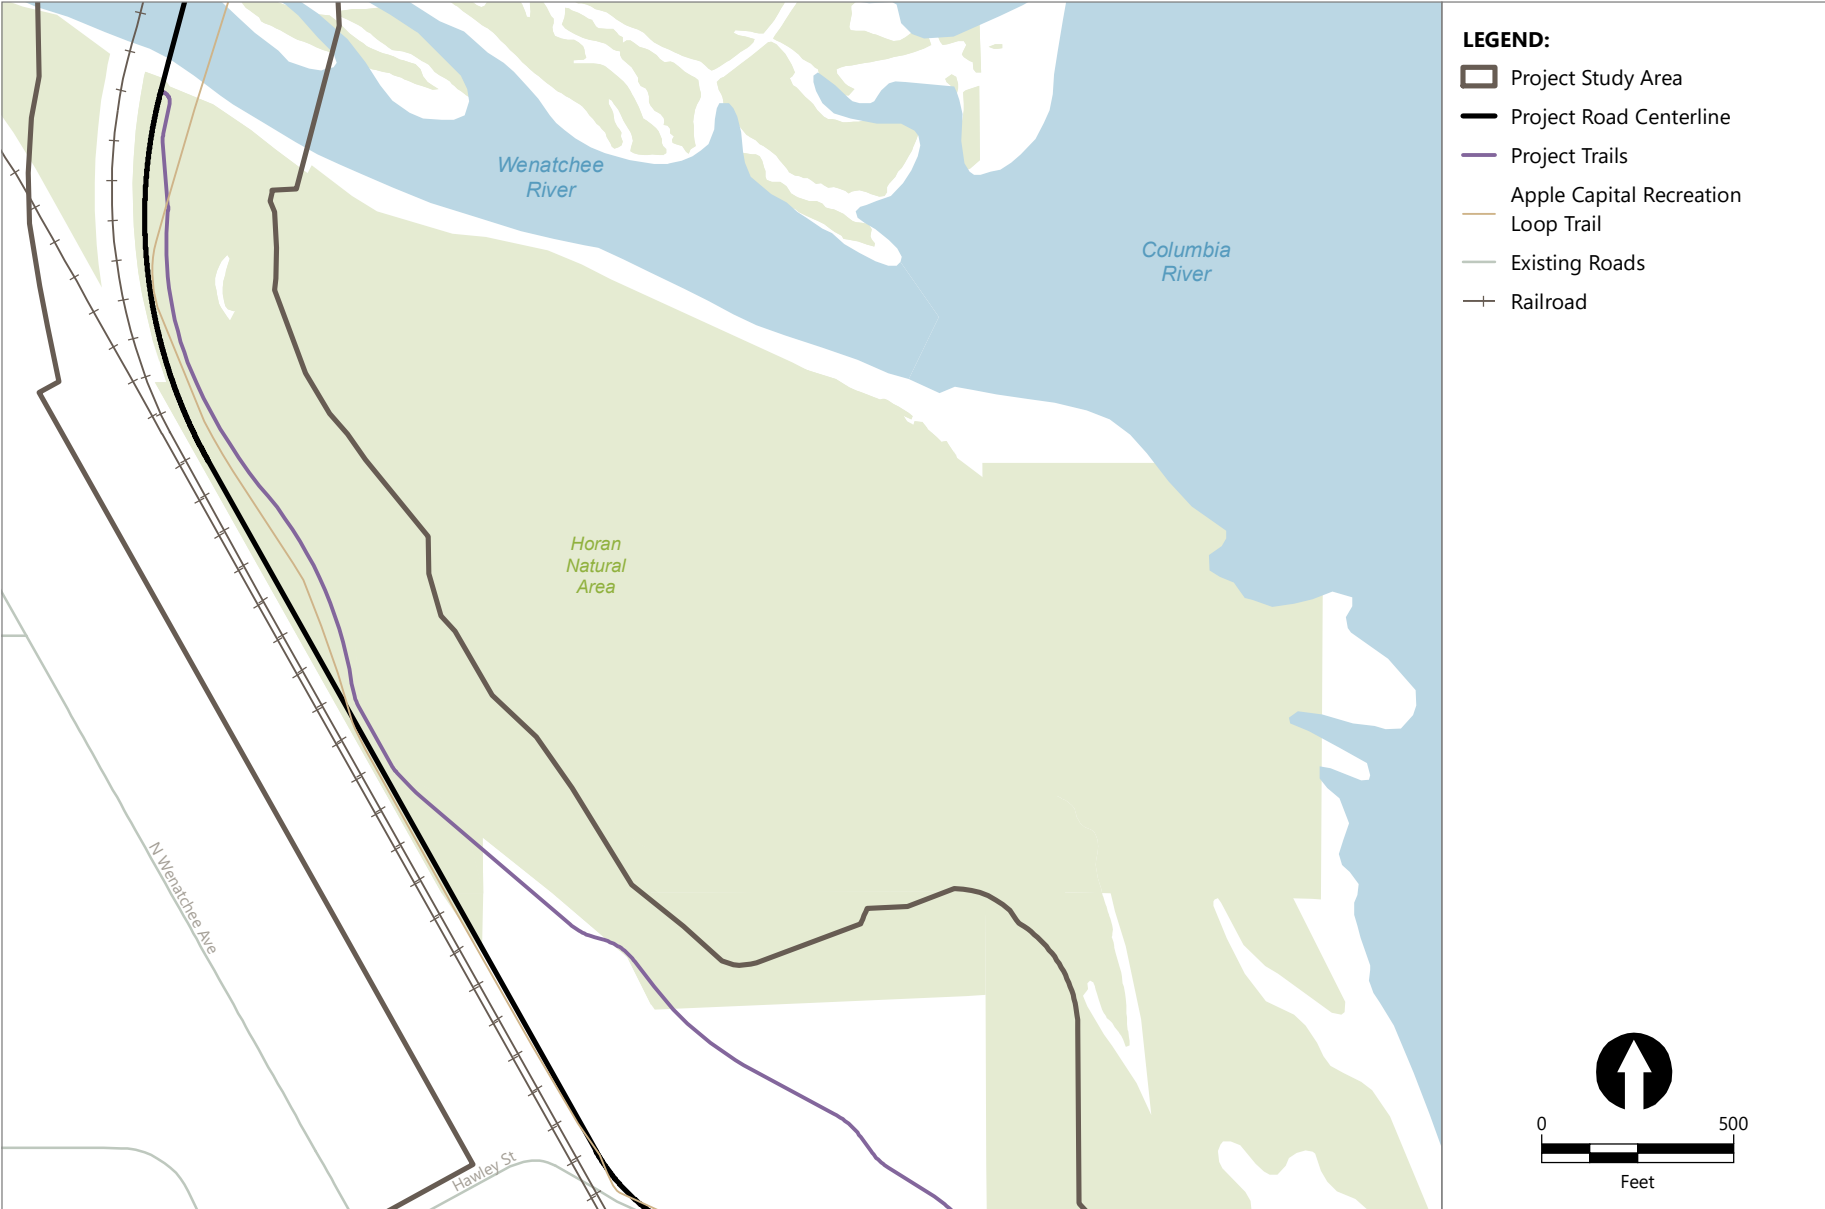 Wenatchee
River
Columbia
River
Horan
Natural
Area
N Wenatchee Ave
Hawley St
LEGEND:
Project Study Area
Project Road Centerline
Project Trails
Apple Capital Recreation
Loop Trail
Existing Roads
Railroad
0 500
Feet